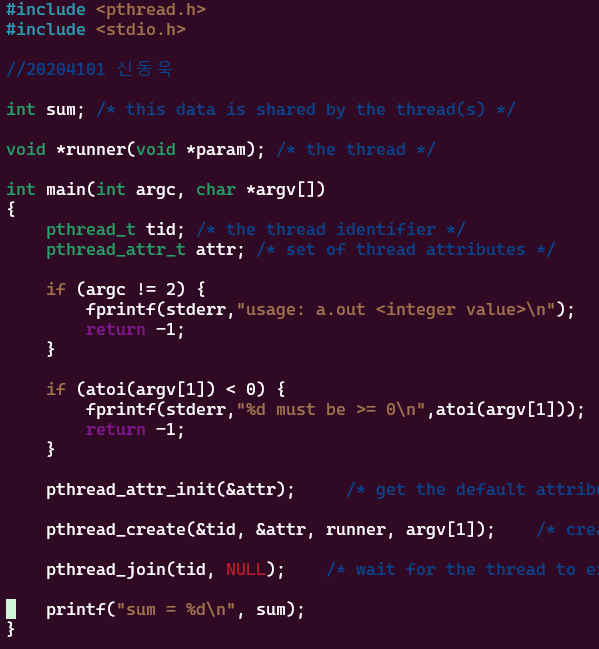 #include <pthread.h>
#include <stdio.h>
//20204101 신동욱
int sum; /* this data is shared by the thread(s) */
void *runner(void *param); /* the thread */
int main(int argc, char *argv[])
{
pthread_t tid; /* the thread identifier */
pthread_attr_t attr; /* set of thread attributes */
if (argc != 2) {
fprintf(stderr,"usage: a.out <integer value>\n");
return -1;
}
if (atoi(argv[1]) < 0) {
fprintf(stderr,"%d must be >= 0\n",atoi(argv[1]));
return -1;
}
pthread_attr_init(&attr); /* get the default attribu
pthread_create(&tid, &attr, runner, argv[1]); /* crea
pthread_join(tid, NULL); /* wait for the thread to e
printf("sum = %d\n", sum);
}